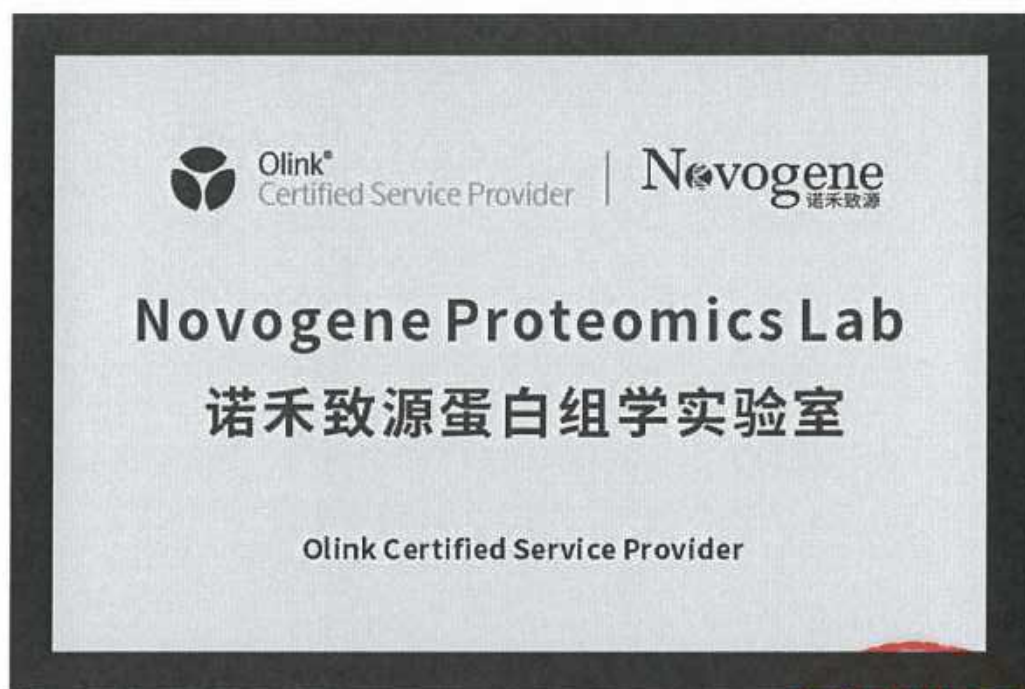 Olink®
Certified Service Provider
Novogene
诺禾致源
Novogene Proteomics Lab
诺禾致源蛋白组学实验室
Olink Certified Service Provider